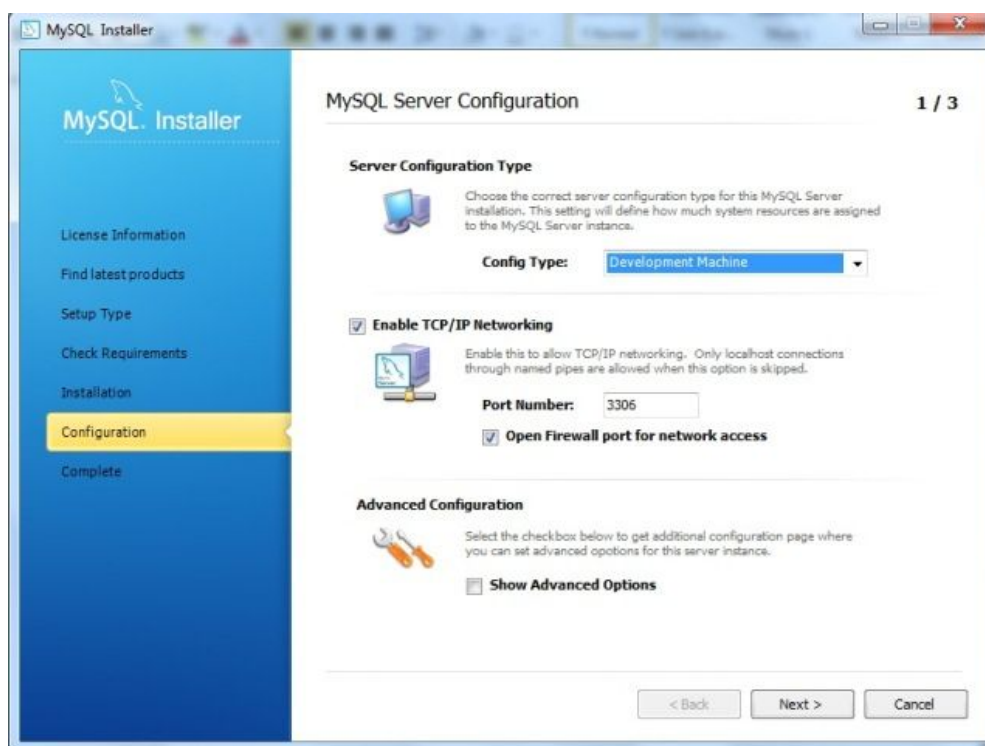 MySQL Installer
MySQL. Installer
License Information
Find latest products
Setup Type
Check Requirements
Installation
Configuration
Complete
MySQL Server Configuration
1 / 3
Server Configuration Type
Choose the correct server configuration type for this MySQL Server
installation. This setting will define how much system resources are assigned
to the MySQL Server instance.
Config Type:
Development Machine
Enable TCP/IP Networking
Enable this to allow TCP/IP networking. Only localhost connections
through named pipes are allowed when this option is skipped.
Port Number:
3306
Open Firewall port for network access
Advanced Configuration
Select the checkbox below to get additional configuration page where
you can set advanced opotions for this server instance.
Show Advanced Options
< Back
Next >
Cancel